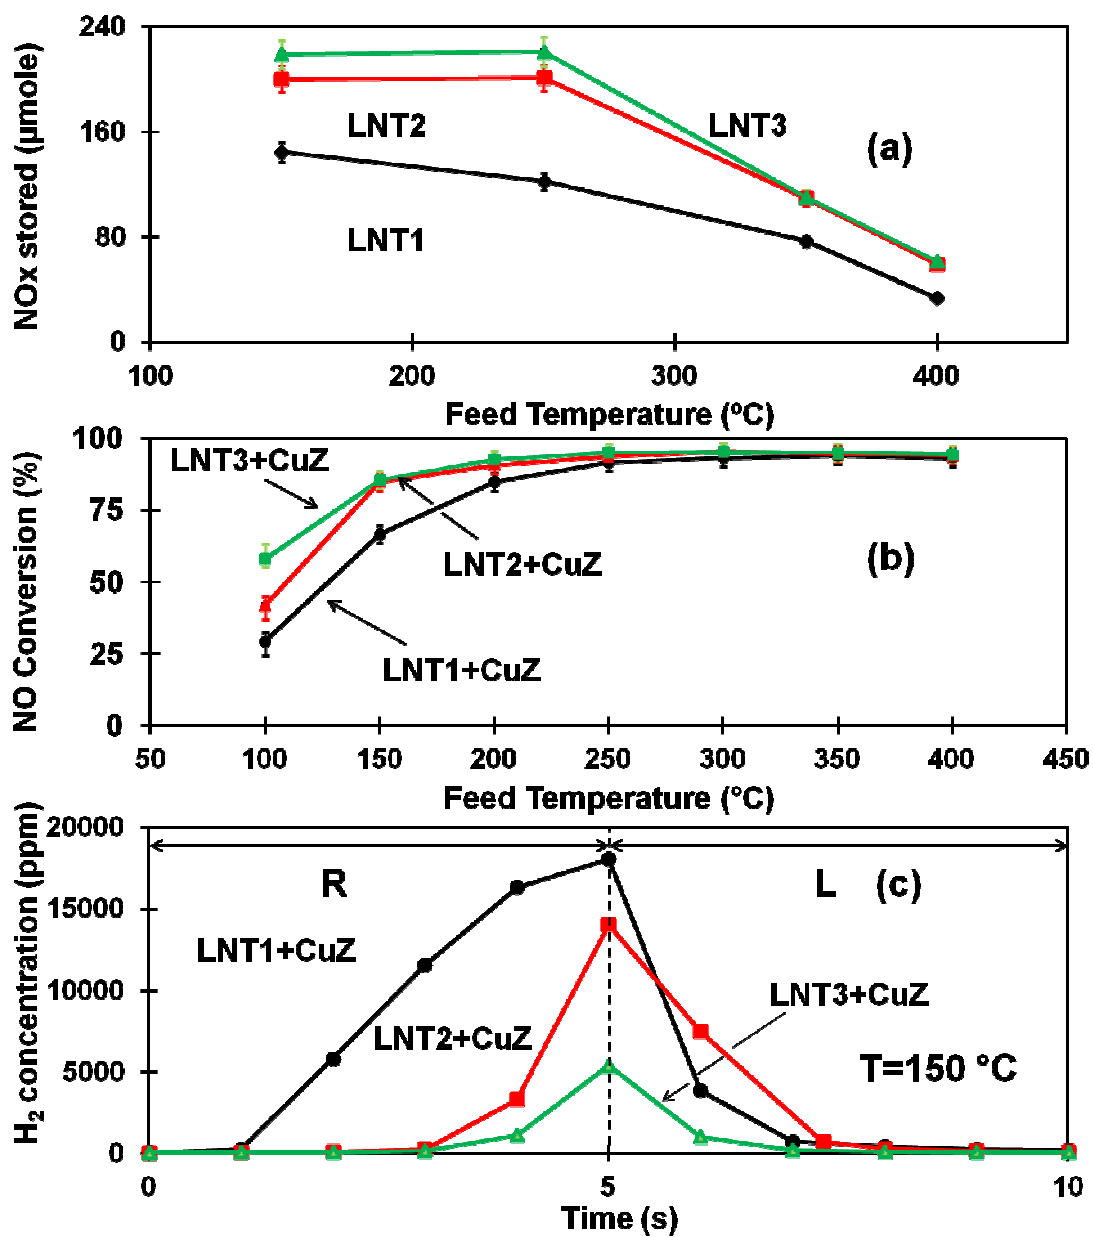 240
160
80
0
NOx stored (µmole)
LNT2
LNT3
(a)
LNT1
100
200
300
400
Feed Temperature (ºC)
100
75
50
25
0
NO Conversion (%)
LNT3+CuZ
LNT2+CuZ
(b)
LNT1+CuZ
50
100
150
200
250
300
350
400
450
Feed Temperature (°C)
20000
15000
10000
5000
0
H₂ concentration (ppm)
R
L
(c)
LNT1+CuZ
LNT3+CuZ
LNT2+CuZ
T=150 °C
0
5
10
Time (s)